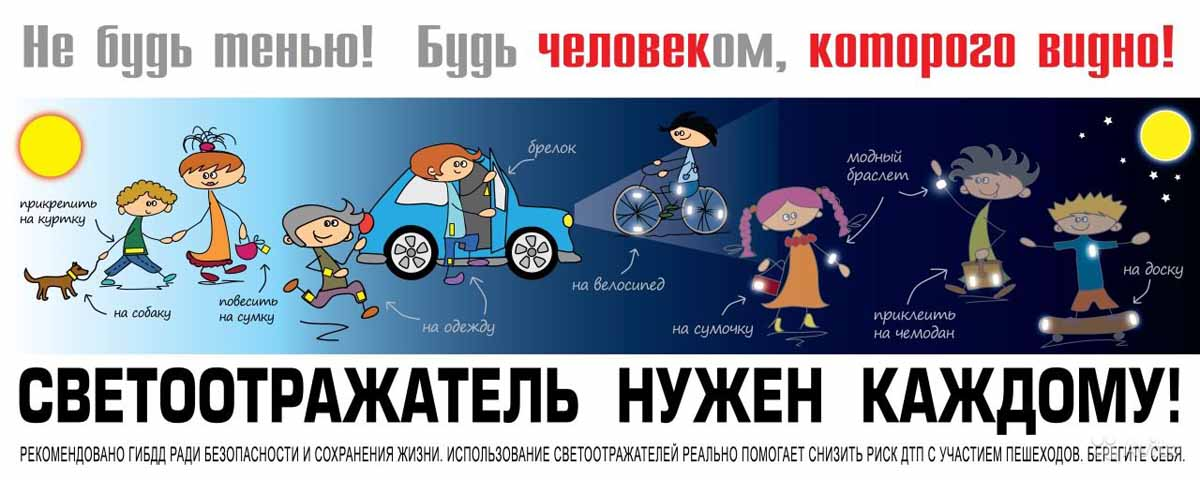 Не будь тенью! Будь человеком, которого видно!
прикрепить
на куртку
на собаку
повесить
на сумку
брелок
на одежду
на велосипед
на сумочку
модный
браслет
приклеить
на чемодан
на доску
СВЕТООТРАЖАТЕЛЬ НУЖЕН КАЖДОМУ!
РЕКОМЕНДОВАНО ГИБДД РАДИ БЕЗОПАСНОСТИ И СОХРАНЕНИЯ ЖИЗНИ. ИСПОЛЬЗОВАНИЕ СВЕТООТРАЖАТЕЛЕЙ РЕАЛЬНО ПОМОГАЕТ СНИЗИТЬ РИСК ДТП С УЧАСТИЕМ ПЕШЕХОДОВ. БЕРЕГИТЕ СЕБЯ.